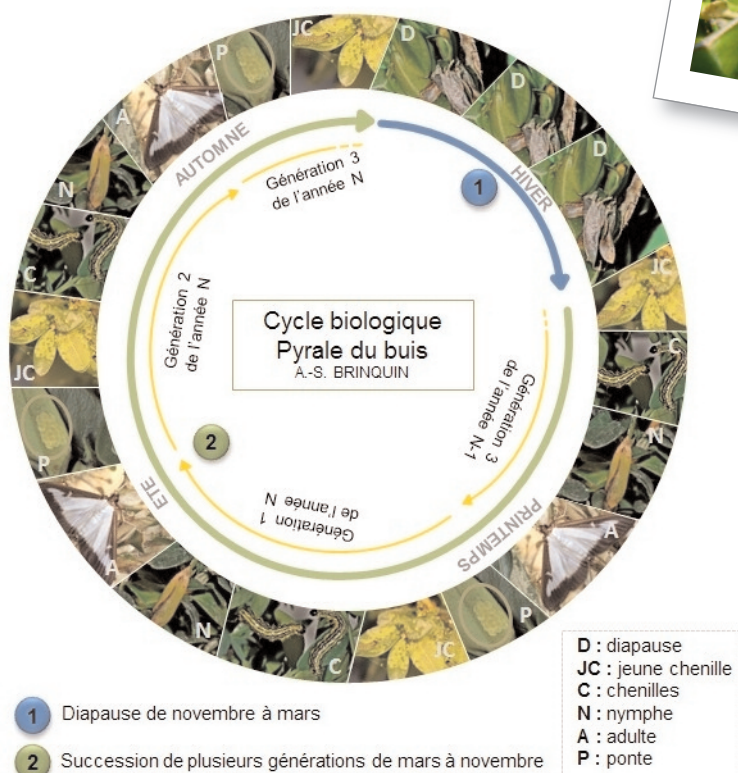 JC
D
D
D
JC
C
N
A
P
JC
C
N
A
P
JC
C
N
A
P
AUTOMNE
HIVER
PRINTEMPS
ETE
1
2
Génération 3
de l'année N
Génération 2
de l'année N
Génération 3
de l'année N-1
Génération 1
de l'année N
Cycle biologique
Pyrale du buis
A.-S. BRINQUIN
D : diapause
JC : jeune chenille
C : chenilles
N : nymphe
A : adulte
P : ponte
1 Diapause de novembre à mars
2 Succession de plusieurs générations de mars à novembre